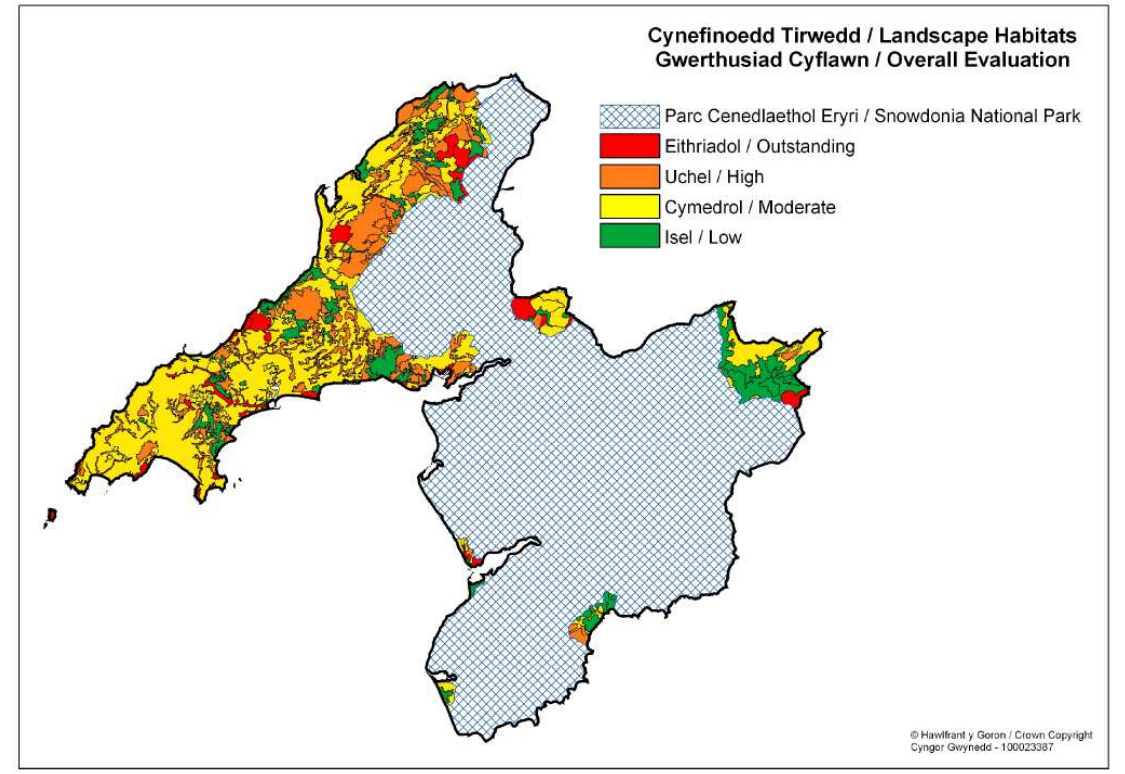 Cynefinoedd Tirwedd / Landscape Habitats
Gwerthusiad Cyflawn / Overall Evaluation
Parc Cenedlaethol Eryri / Snowdonia National Park
Eithriadol / Outstanding
Uchel / High
Cymedrol / Moderate
Isel / Low
© Hawlfrant y Goron / Crown Copyright
Cyngor Gwynedd - 100023387